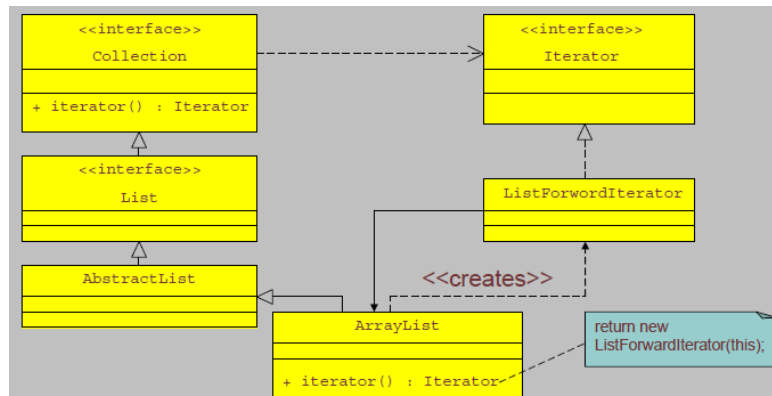 <<interface>>
Collection
+ iterator() : Iterator
<<interface>>
Iterator
<<interface>>
List
ListForwordIterator
AbstractList
<<creates>>
ArrayList
+ iterator() : Iterator
return new
ListForwardIterator(this);